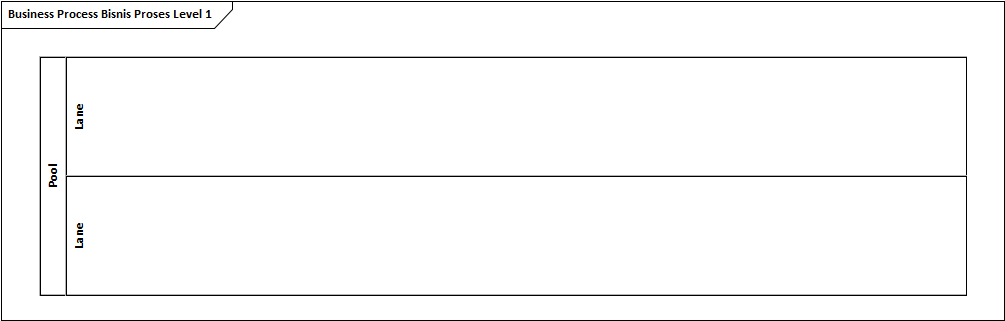 Business Process Bisnis Proses Level 1
Pool
Lane
Lane